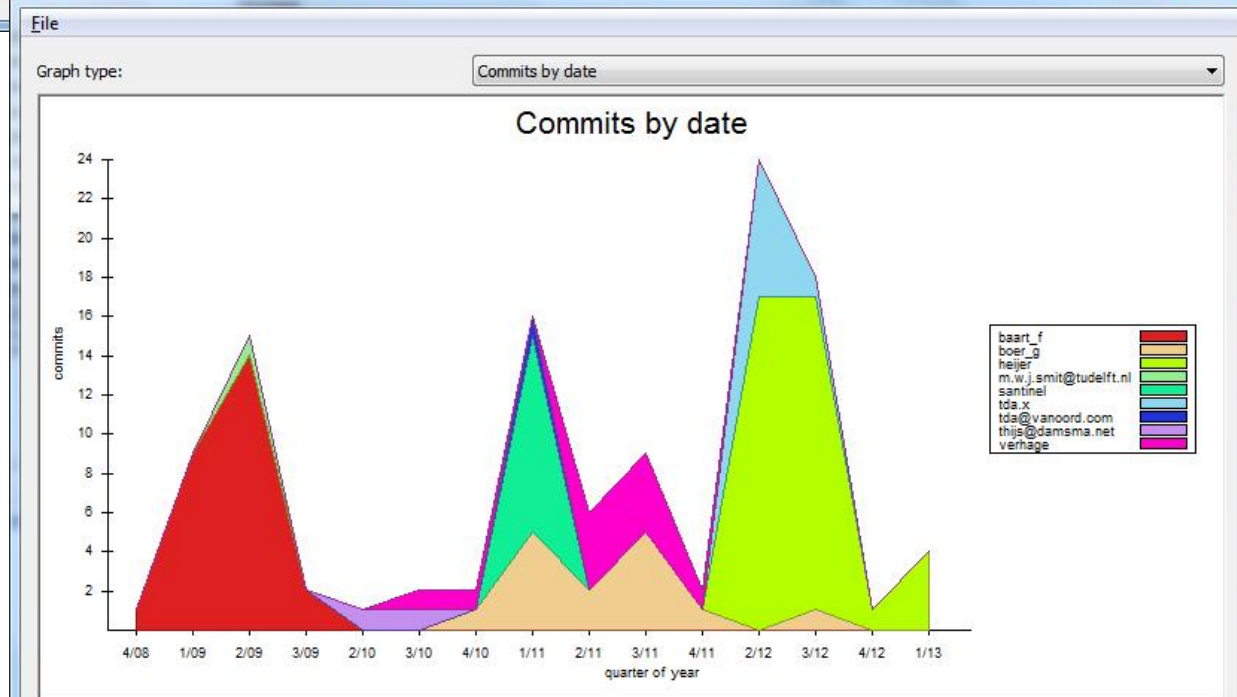 File
Graph type:
Commits by date
Commits by date
24
22
20
18
16
14
12
10
8
6
4
2
commits
4/08 1/09 2/09 3/09 2/10 3/10 4/10 1/11 2/11 3/11 4/11 2/12 3/12 4/12 1/13
quarter of year
baart_f
boer_g
heijer
m.w.j.smit@tudelft.nl
santinel
tda.x
tda@vanoord.com
thijs@damsma.net
verhage